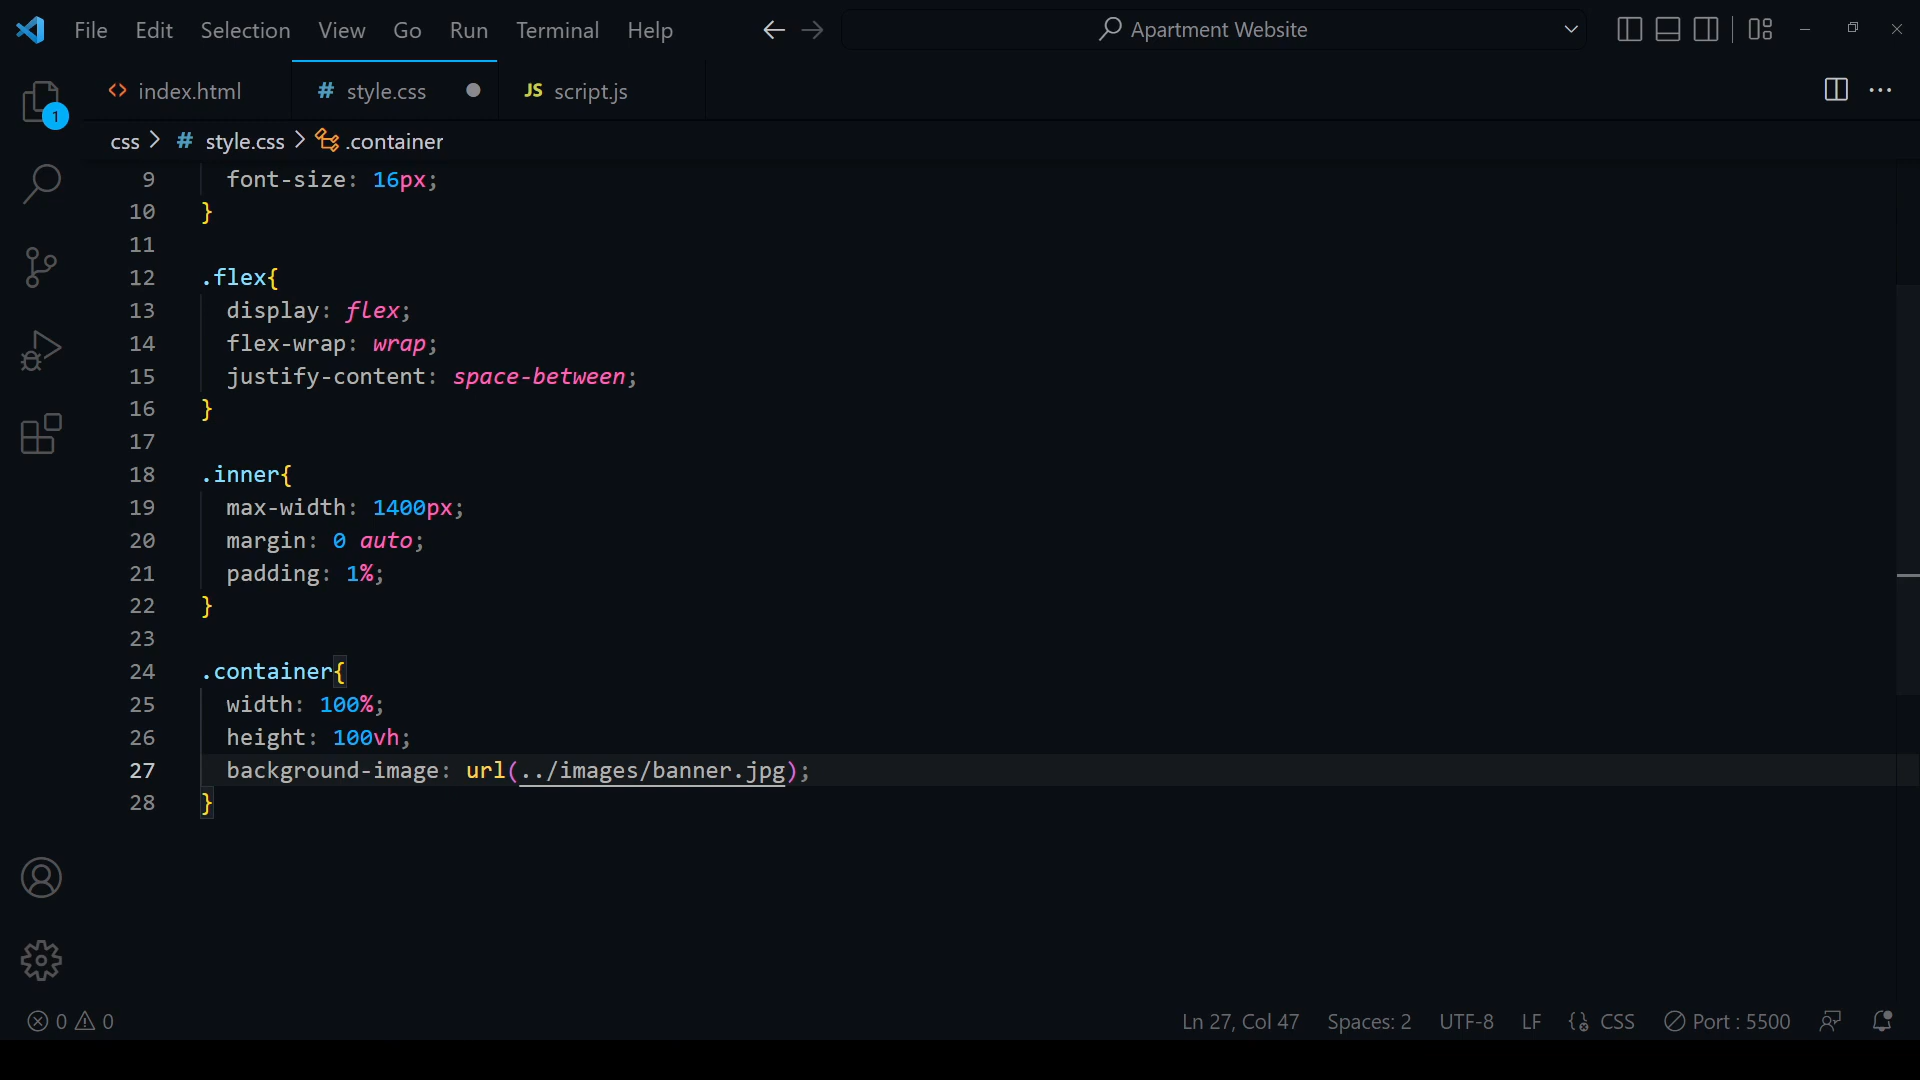 File Edit Selection View Go Run Terminal Help Apartment Website
index.html # style.css JS script.js
1
css > # style.css > .container
9 font-size: 16px;
10 }
11
12 .flex{
13 display: flex;
14 flex-wrap: wrap;
15 justify-content: space-between;
16 }
17
18 .inner{
19 max-width: 1400px;
20 margin: 0 auto;
21 padding: 1%;
22 }
23
24 .container{
25 width: 100%;
26 height: 100vh;
27 background-image: url(../images/banner.jpg);
28 }
0 0 Ln 27, Col 47 Spaces: 2 UTF-8 LF CSS Port : 5500